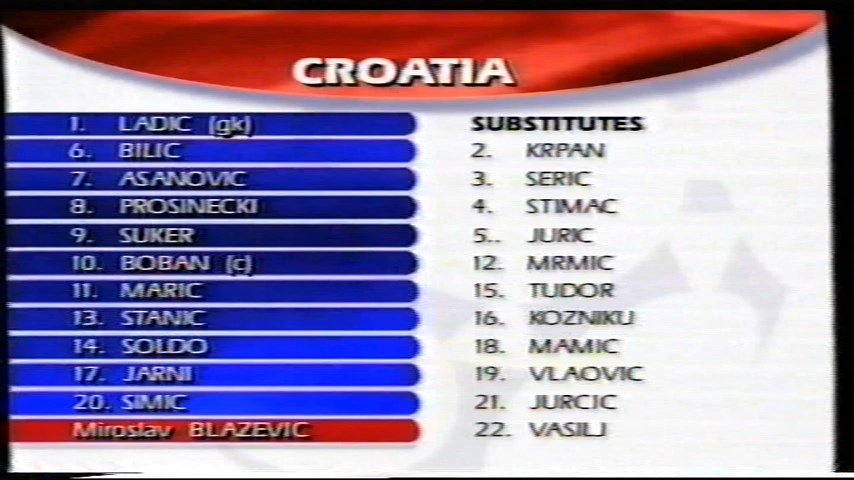 CROATIA
1. LADIC (gk)
6. BILIC
7. ASANOVIC
8. PROSINECKI
9. SUKER
10. BOBAN (c)
11. MARIC
13. STANIC
14. SOLDO
17. JARNI
20. SIMIC
Miroslav BLAZEVIC
SUBSTITUTES
2. KRPAN
3. SERIC
4. STIMAC
5.. JURIC
12. MRMIC
15. TUDOR
16. KOZNIKU
18. MAMIC
19. VLAOVIC
21. JURCIC
22. VASILJ